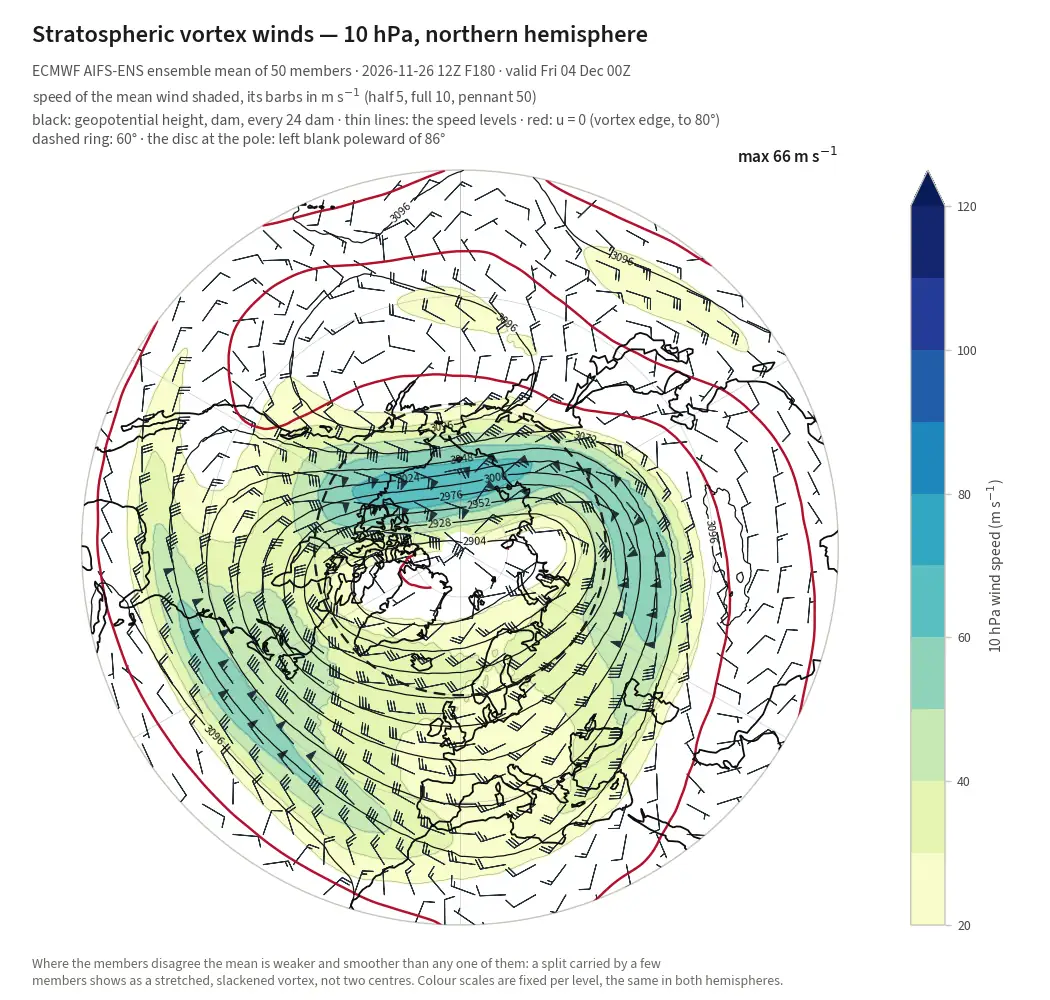 Stratospheric vortex winds — 10 hPa, northern hemisphere
ECMWF AIFS-ENS ensemble mean of 50 members · 2026-11-26 12Z F180 · valid Fri 04 Dec 00Z
speed of the mean wind shaded, its barbs in m s⁻¹ (half 5, full 10, pennant 50)
black: geopotential height, dam, every 24 dam · thin lines: the speed levels · red: u = 0 (vortex edge, to 80°)
dashed ring: 60° · the disc at the pole: left blank poleward of 86°
max 66 m s⁻¹
120
100
80
60
40
20
10 hPa wind speed (m s⁻¹)
3096
3096
3096
3072
2948
3024
3000
2976
2952
2928
2904
3096
3096
Where the members disagree the mean is weaker and smoother than any one of them: a split carried by a few
members shows as a stretched, slackened vortex, not two centres. Colour scales are fixed per level, the same in both hemispheres.